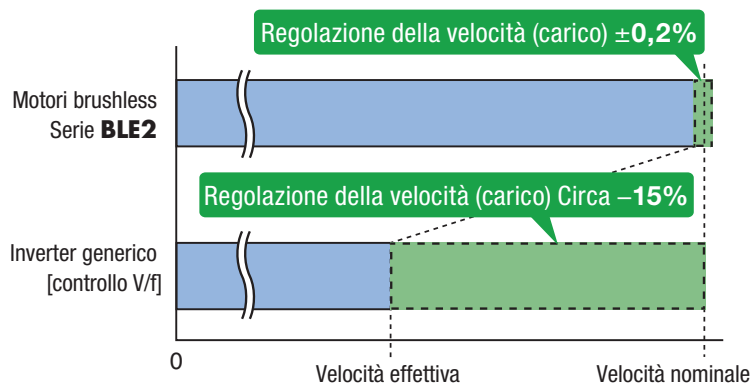 Regolazione della velocità (carico) ±0,2%
Motori brushless
Serie BLE2
Regolazione della velocità (carico) Circa –15%
Inverter generico
[controllo V/f]
0
Velocità effettiva
Velocità nominale